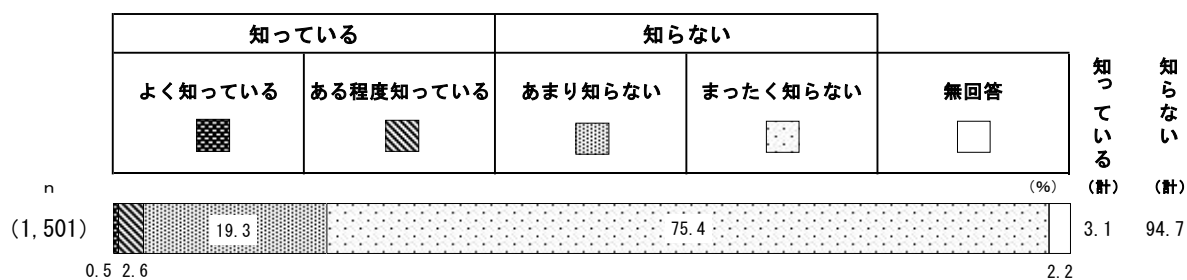 知っている 知らない
よく知っている ある程度知っている あまり知らない まったく知らない 無回答
知っている（計）
知らない（計）
n （%）
(1,501) 19.3 75.4 3.1 94.7
0.5 2.6 2.2